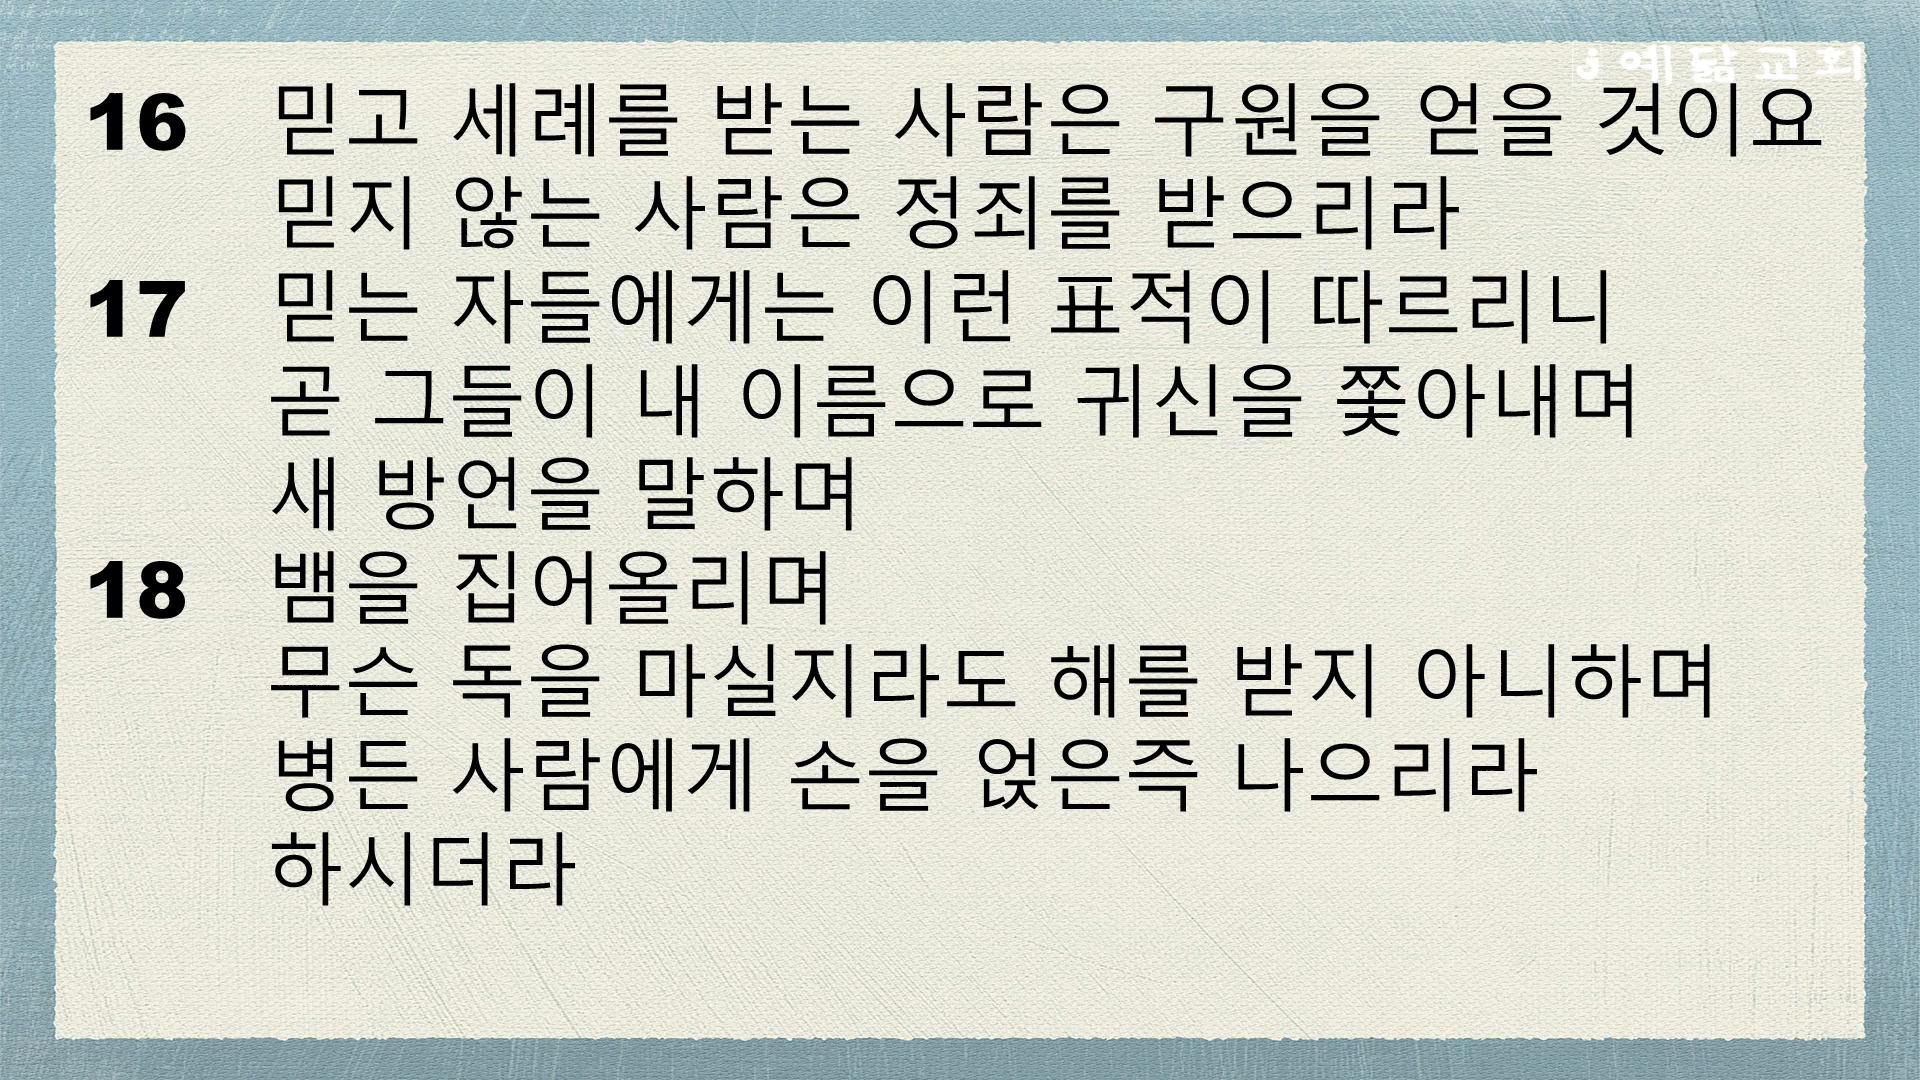 j예닮교회
16 믿고 세례를 받는 사람은 구원을 얻을 것이요
믿지 않는 사람은 정죄를 받으리라
17 믿는 자들에게는 이런 표적이 따르리니
곧 그들이 내 이름으로 귀신을 쫓아내며
새 방언을 말하며
18 뱀을 집어올리며
무슨 독을 마실지라도 해를 받지 아니하며
병든 사람에게 손을 얹은즉 나으리라
하시더라